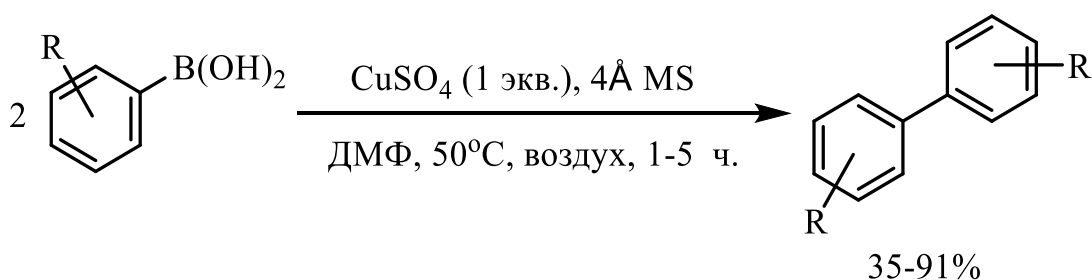 R
B(OH)₂
2
CuSO₄ (1 экв.), 4Å MS
ДМФ, 50°C, воздух, 1-5 ч.
R
R
35-91%